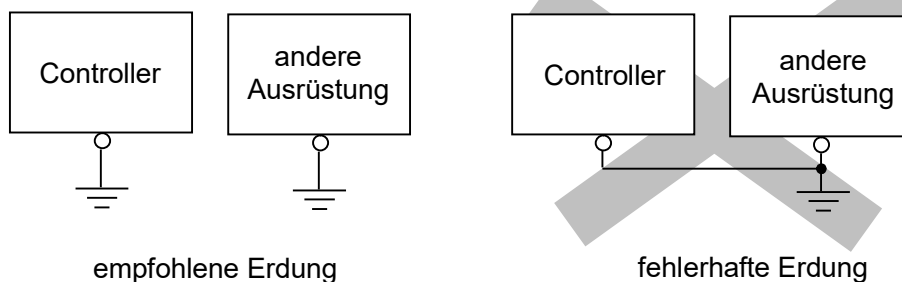 Controller
andere
Ausrüstung
Controller
andere
Ausrüstung
empfohlene Erdung
fehlerhafte Erdung